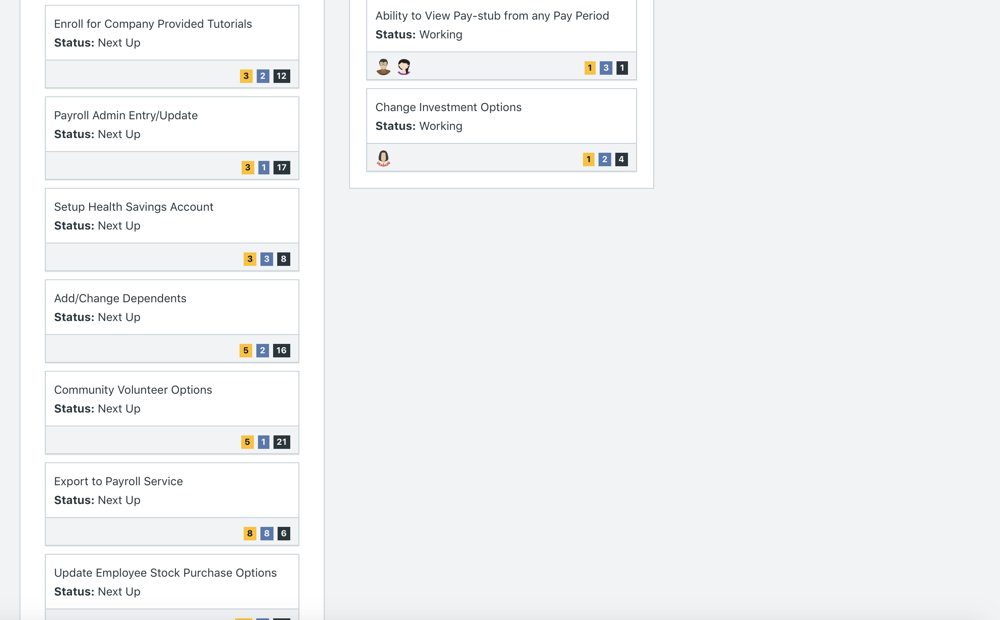 Enroll for Company Provided Tutorials
Status: Next Up
3 2 12
Payroll Admin Entry/Update
Status: Next Up
3 1 17
Setup Health Savings Account
Status: Next Up
3 3 8
Add/Change Dependents
Status: Next Up
5 2 16
Community Volunteer Options
Status: Next Up
5 1 21
Export to Payroll Service
Status: Next Up
8 8 6
Update Employee Stock Purchase Options
Status: Next Up
Ability to View Pay-stub from any Pay Period
Status: Working
1 3 1
Change Investment Options
Status: Working
1 2 4